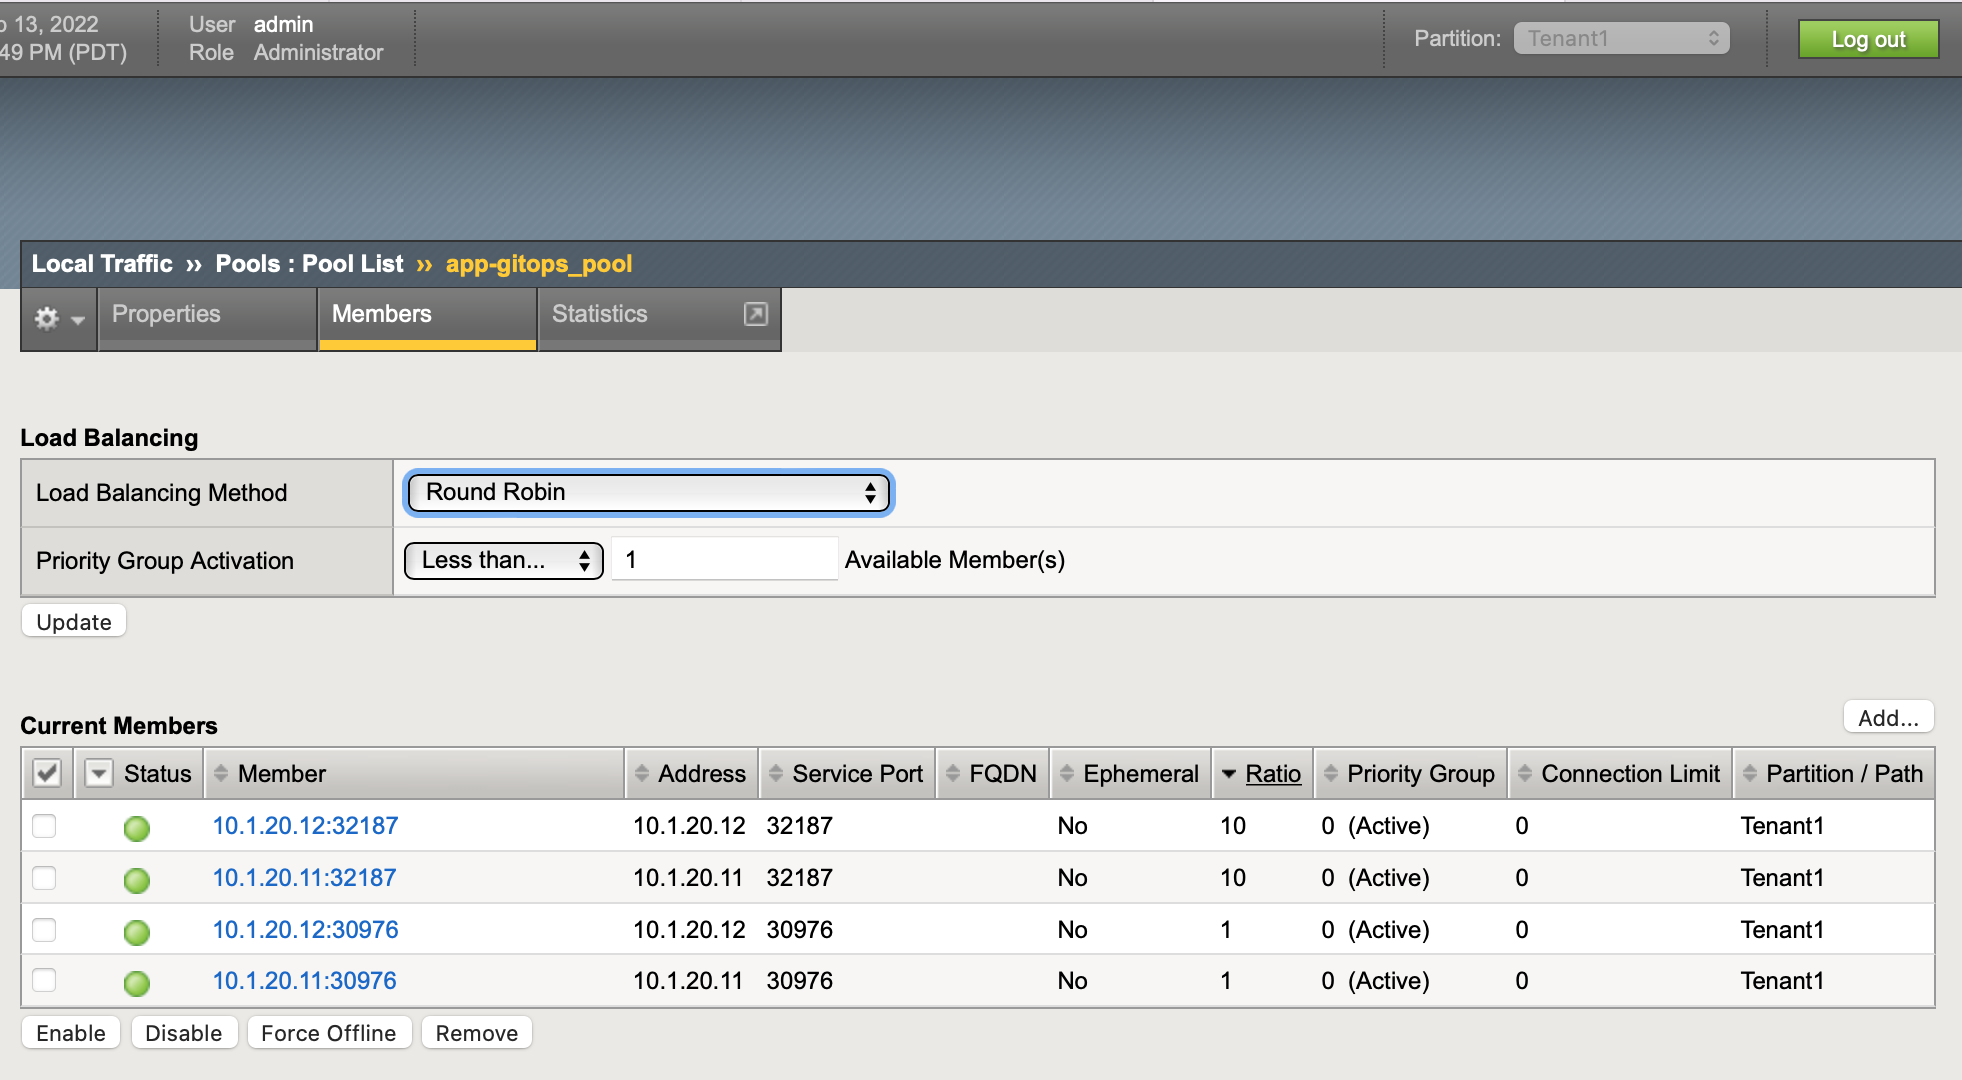 13, 2022
:49 PM (PDT)
User admin
Role Administrator
Partition: Tenant1
Log out
Local Traffic ›› Pools : Pool List ›› app-gitops_pool
Properties Members Statistics
Load Balancing
Load Balancing Method Round Robin
Priority Group Activation Less than... 1 Available Member(s)
Update
Add...
Current Members
Status Member Address Service Port FQDN Ephemeral Ratio Priority Group Connection Limit Partition / Path
10.1.20.12:32187 10.1.20.12 32187 No 10 0 (Active) 0 Tenant1
10.1.20.11:32187 10.1.20.11 32187 No 10 0 (Active) 0 Tenant1
10.1.20.12:30976 10.1.20.12 30976 No 1 0 (Active) 0 Tenant1
10.1.20.11:30976 10.1.20.11 30976 No 1 0 (Active) 0 Tenant1
Enable Disable Force Offline Remove